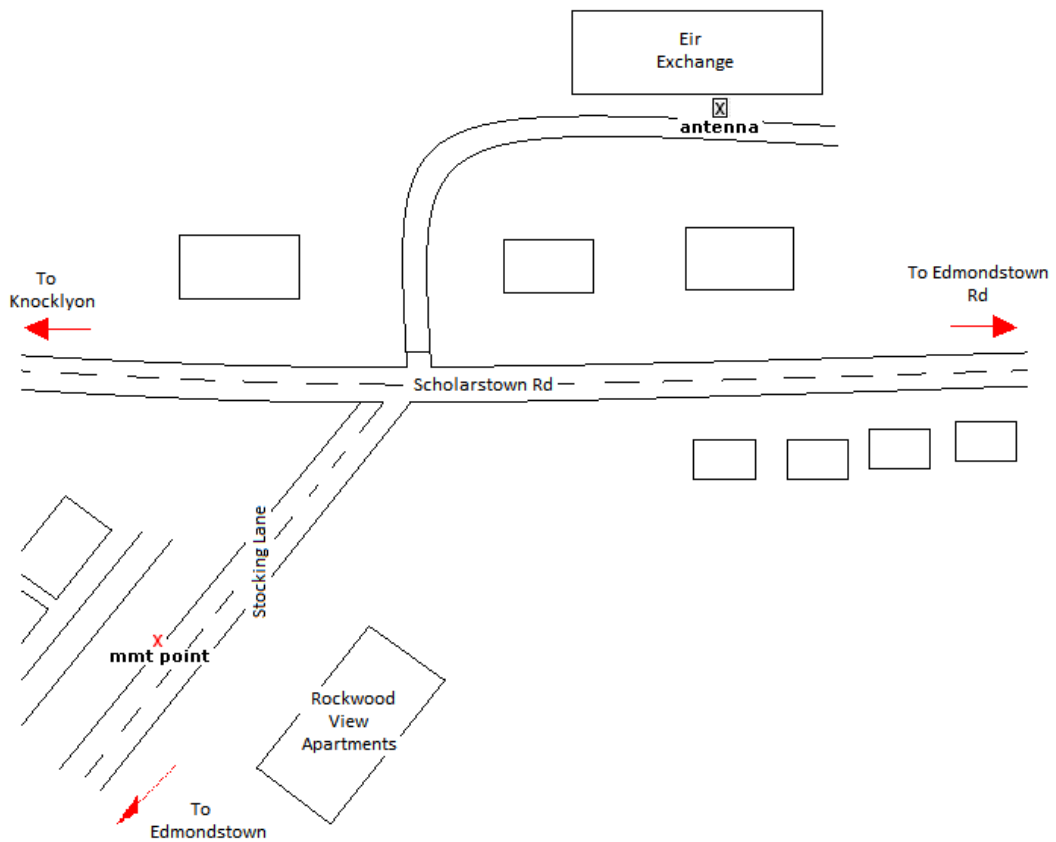 Eir
Exchange
X
antenna
To
Knocklyon
To Edmondstown
Rd
Scholarstown Rd
Stocking Lane
X
mmt point
Rockwood
View
Apartments
To
Edmondstown